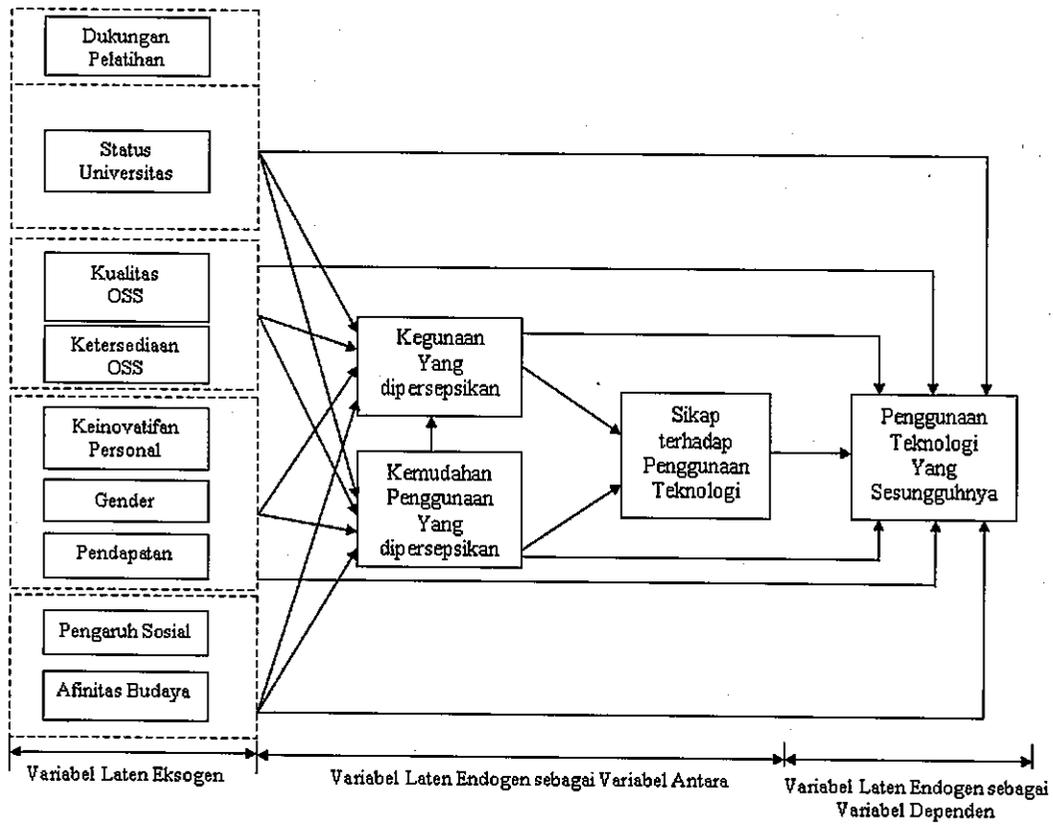 Dukungan
Pelatihan
Status
Universitas
Kualitas
OSS
Ketersediaan
OSS
Keinovatifan
Personal
Gender
Pendapatan
Pengaruh Sosial
Afinitas Budaya
Kegunaan
Yang
dipersepsikan
Kemudahan
Penggunaan
Yang
dipersepsikan
Sikap
terhadap
Penggunaan
Teknologi
Penggunaan
Teknologi
Yang
Sesungguhnya
Variabel Laten Eksogen
Variabel Laten Endogen sebagai Variabel Antara
Variabel Laten Endogen sebagai
Variabel Dependen